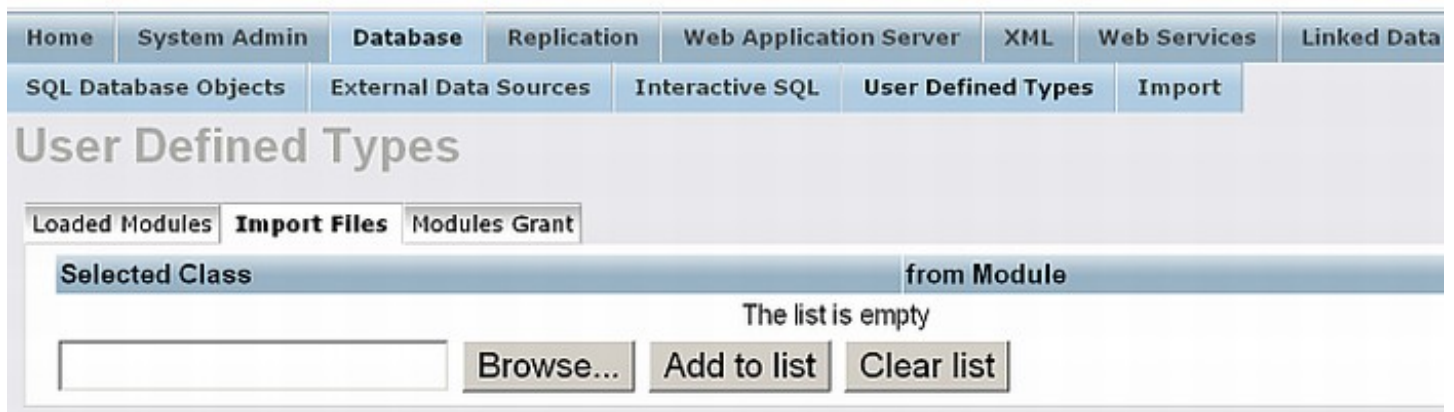 Home System Admin Database Replication Web Application Server XML Web Services Linked Data
SQL Database Objects External Data Sources Interactive SQL User Defined Types Import
User Defined Types
Loaded Modules Import Files Modules Grant
Selected Class from Module
The list is empty
Browse... Add to list Clear list